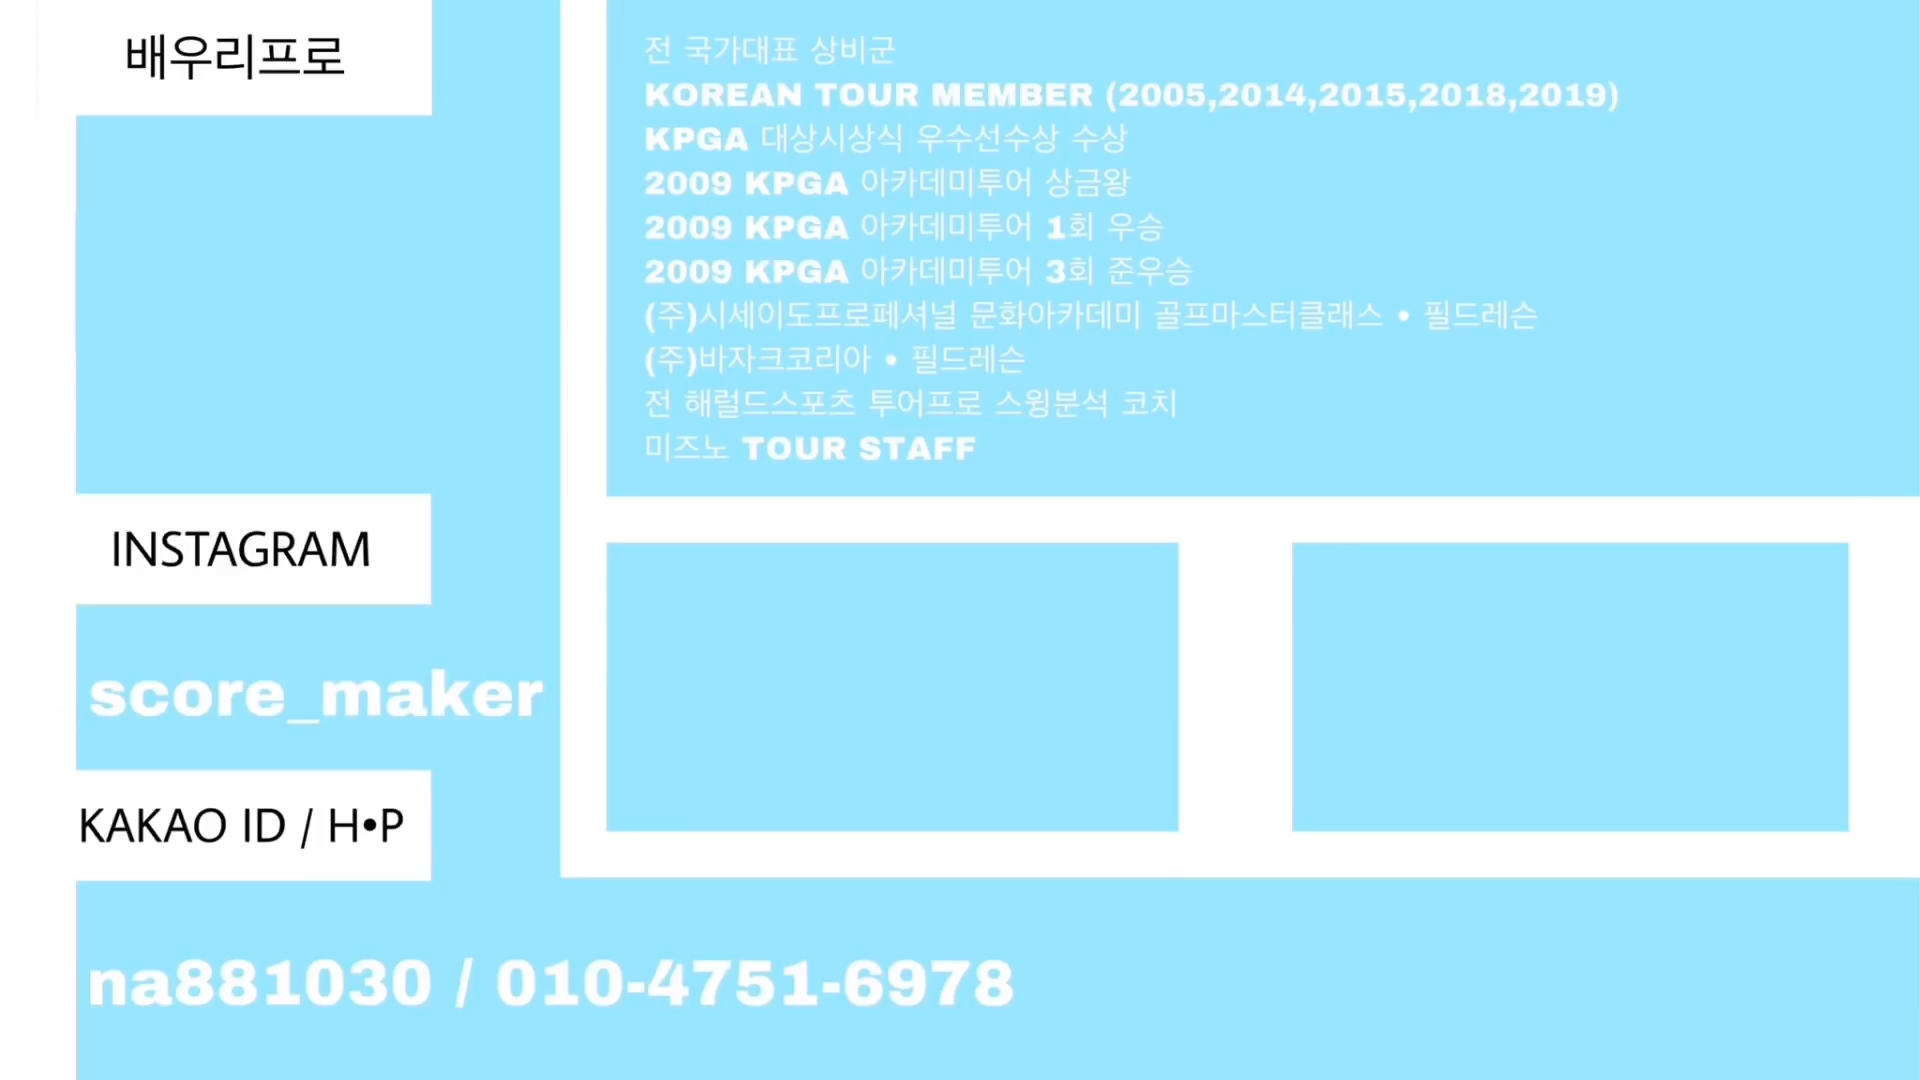 배우리프로
전 국가대표 상비군
KOREAN TOUR MEMBER (2005,2014,2015,2018,2019)
KPGA 대상시상식 우수선수상 수상
2009 KPGA 아카데미투어 상금왕
2009 KPGA 아카데미투어 1회 우승
2009 KPGA 아카데미투어 3회 준우승
(주)시세이도프로페셔널 문화아카데미 골프마스터클래스 • 필드레슨
(주)바자크코리아 • 필드레슨
전 해럴드스포츠 투어프로 스윙분석 코치
미즈노 TOUR STAFF
INSTAGRAM
score_maker
KAKAO ID / H•P
na881030 / 010-4751-6978